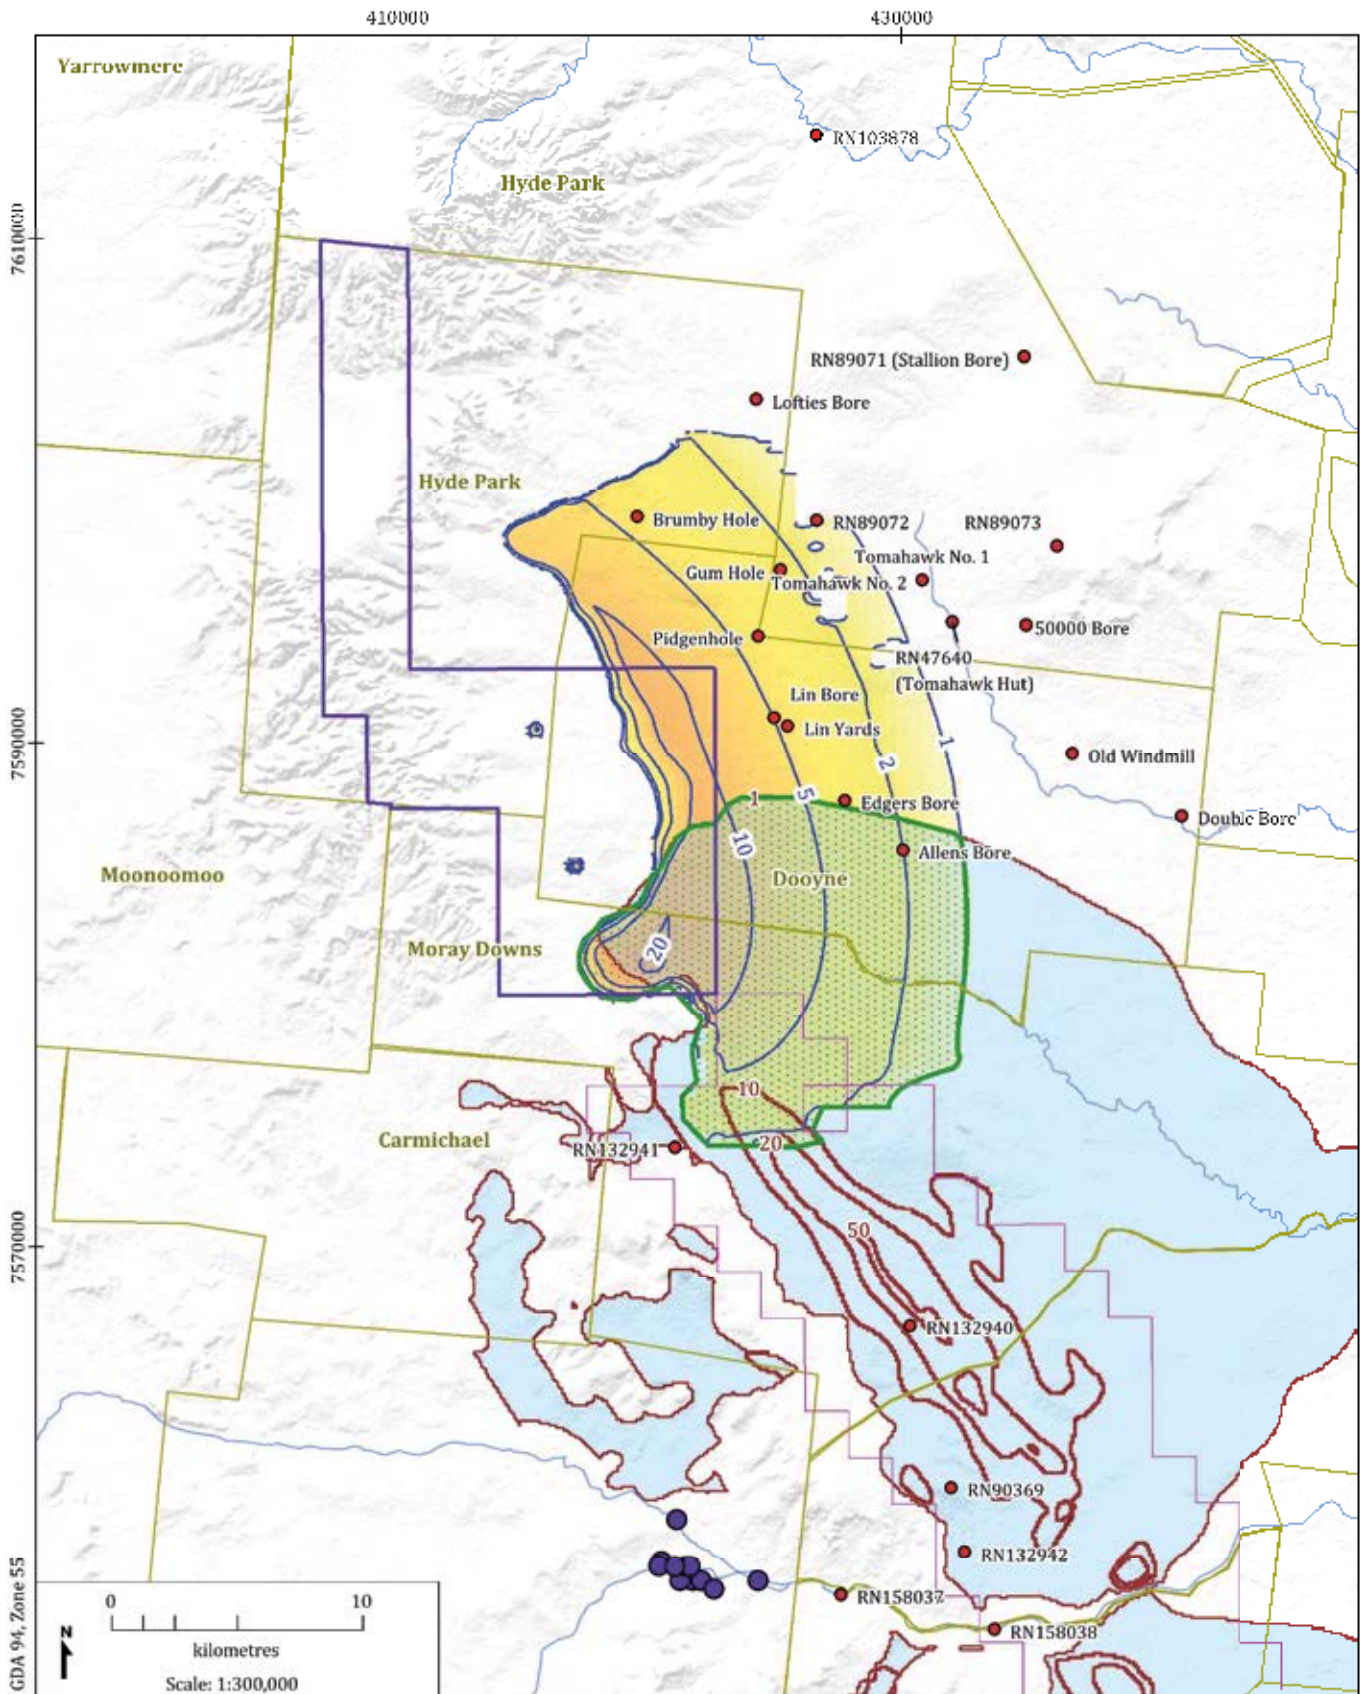 410000
430000
Yarrowmere
RN103878
Hyde Park
7610000
RN89071 (Stallion Bore)
Lofties Bore
Hyde Park
Brumby Hole
RN89072
RN89073
Tomahawk No. 1
Gum Hole
Tomahawk No. 2
50000 Bore
Pidgenhole
RN47640
(Tomahawk Hut)
Lin Bore
Lin Yards
7590000
1
2
Old Windmill
5
1
Edgers Bore
Double Bore
10
Allens Bore
Moonoomoo
Dooyne
Moray Downs
20
10
Carmichael
RN132941
20
50
7570000
RN132940
RN90369
RN132942
RN158037
RN158038
GDA 94, Zone 55
0
10
N
kilometres
Scale: 1:300,000